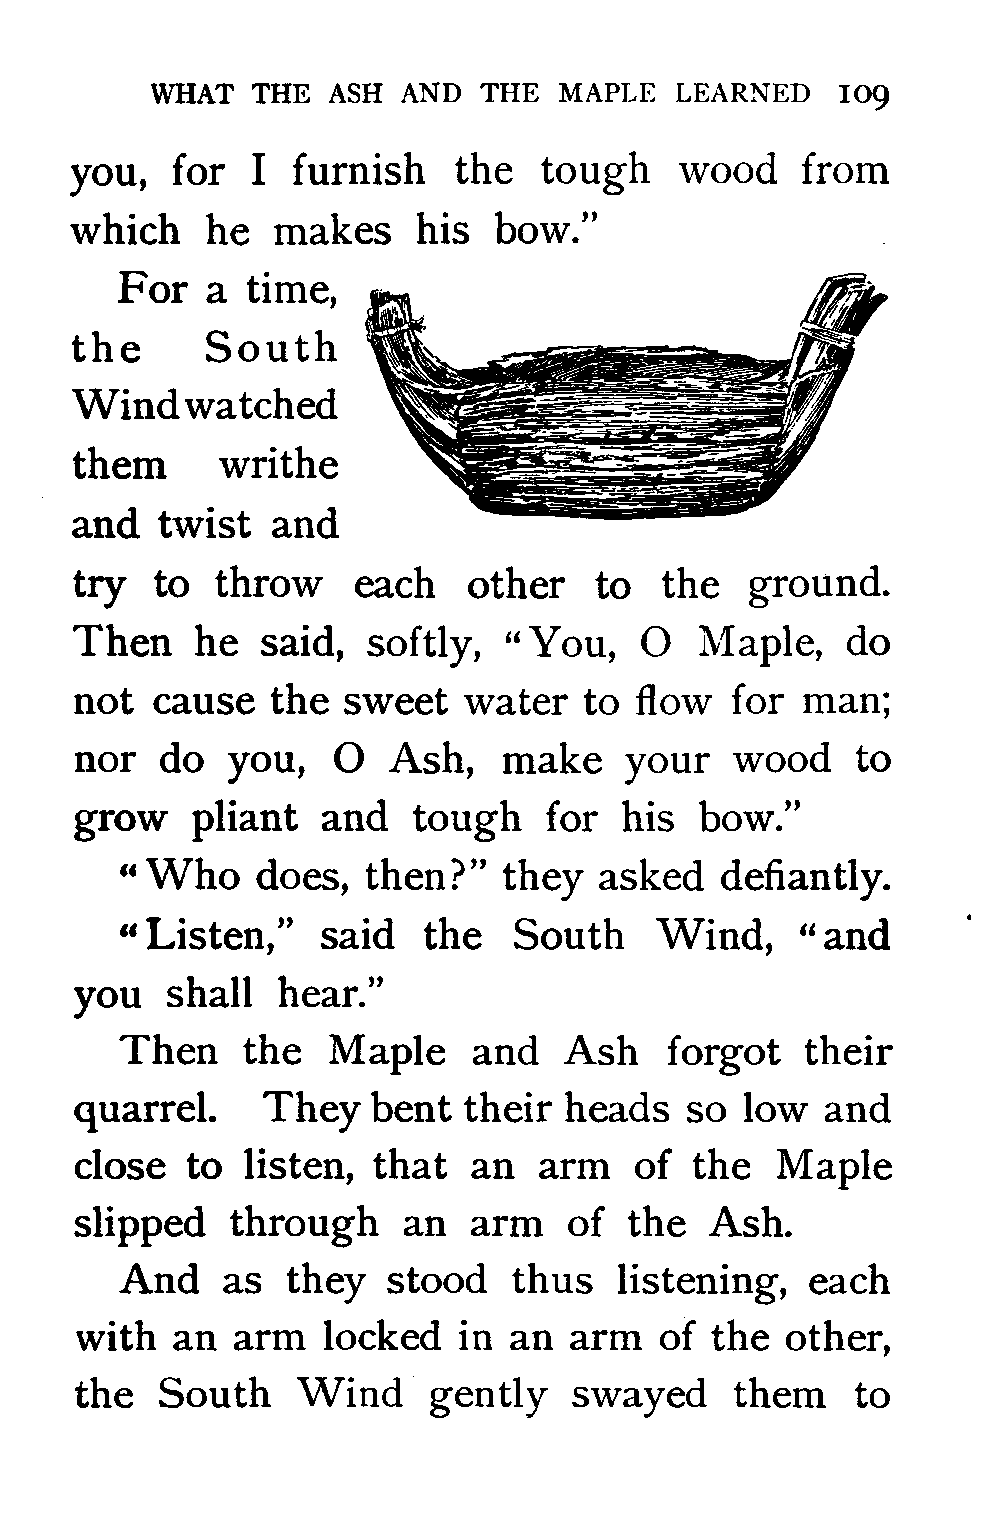 WHAT THE ASH AND THE MAPLE LEARNED 109
you, for I furnish the tough wood from
which he makes his bow.”
For a time,
the South
Wind watched
them writhe
and twist and
try to throw each other to the ground.
Then he said, softly, “You, O Maple, do
not cause the sweet water to flow for man;
nor do you, O Ash, make your wood to
grow pliant and tough for his bow.”
“Who does, then?” they asked defiantly.
“Listen,” said the South Wind, “and
you shall hear.”
Then the Maple and Ash forgot their
quarrel. They bent their heads so low and
close to listen, that an arm of the Maple
slipped through an arm of the Ash.
And as they stood thus listening, each
with an arm locked in an arm of the other,
the South Wind gently swayed them to